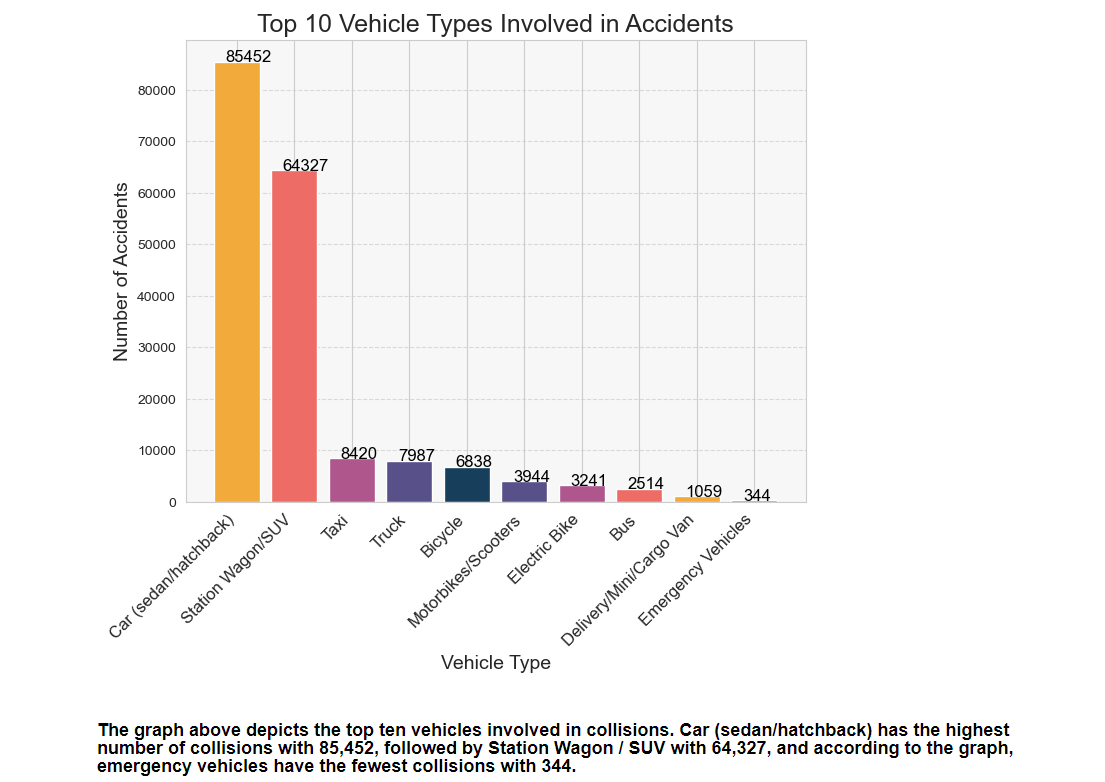 Top 10 Vehicle Types Involved in Accidents
85452
64327
8420
7987
6838
3944
3241
2514
1059
344
80000
70000
60000
50000
40000
30000
20000
10000
0
Number of Accidents
Car (sedan/hatchback)
Station Wagon/SUV
Taxi
Truck
Bicycle
Motorbikes/Scooters
Electric Bike
Bus
Delivery/Mini/Cargo Van
Emergency Vehicles
Vehicle Type
The graph above depicts the top ten vehicles involved in collisions. Car (sedan/hatchback) has the highest
number of collisions with 85,452, followed by Station Wagon / SUV with 64,327, and according to the graph,
emergency vehicles have the fewest collisions with 344.